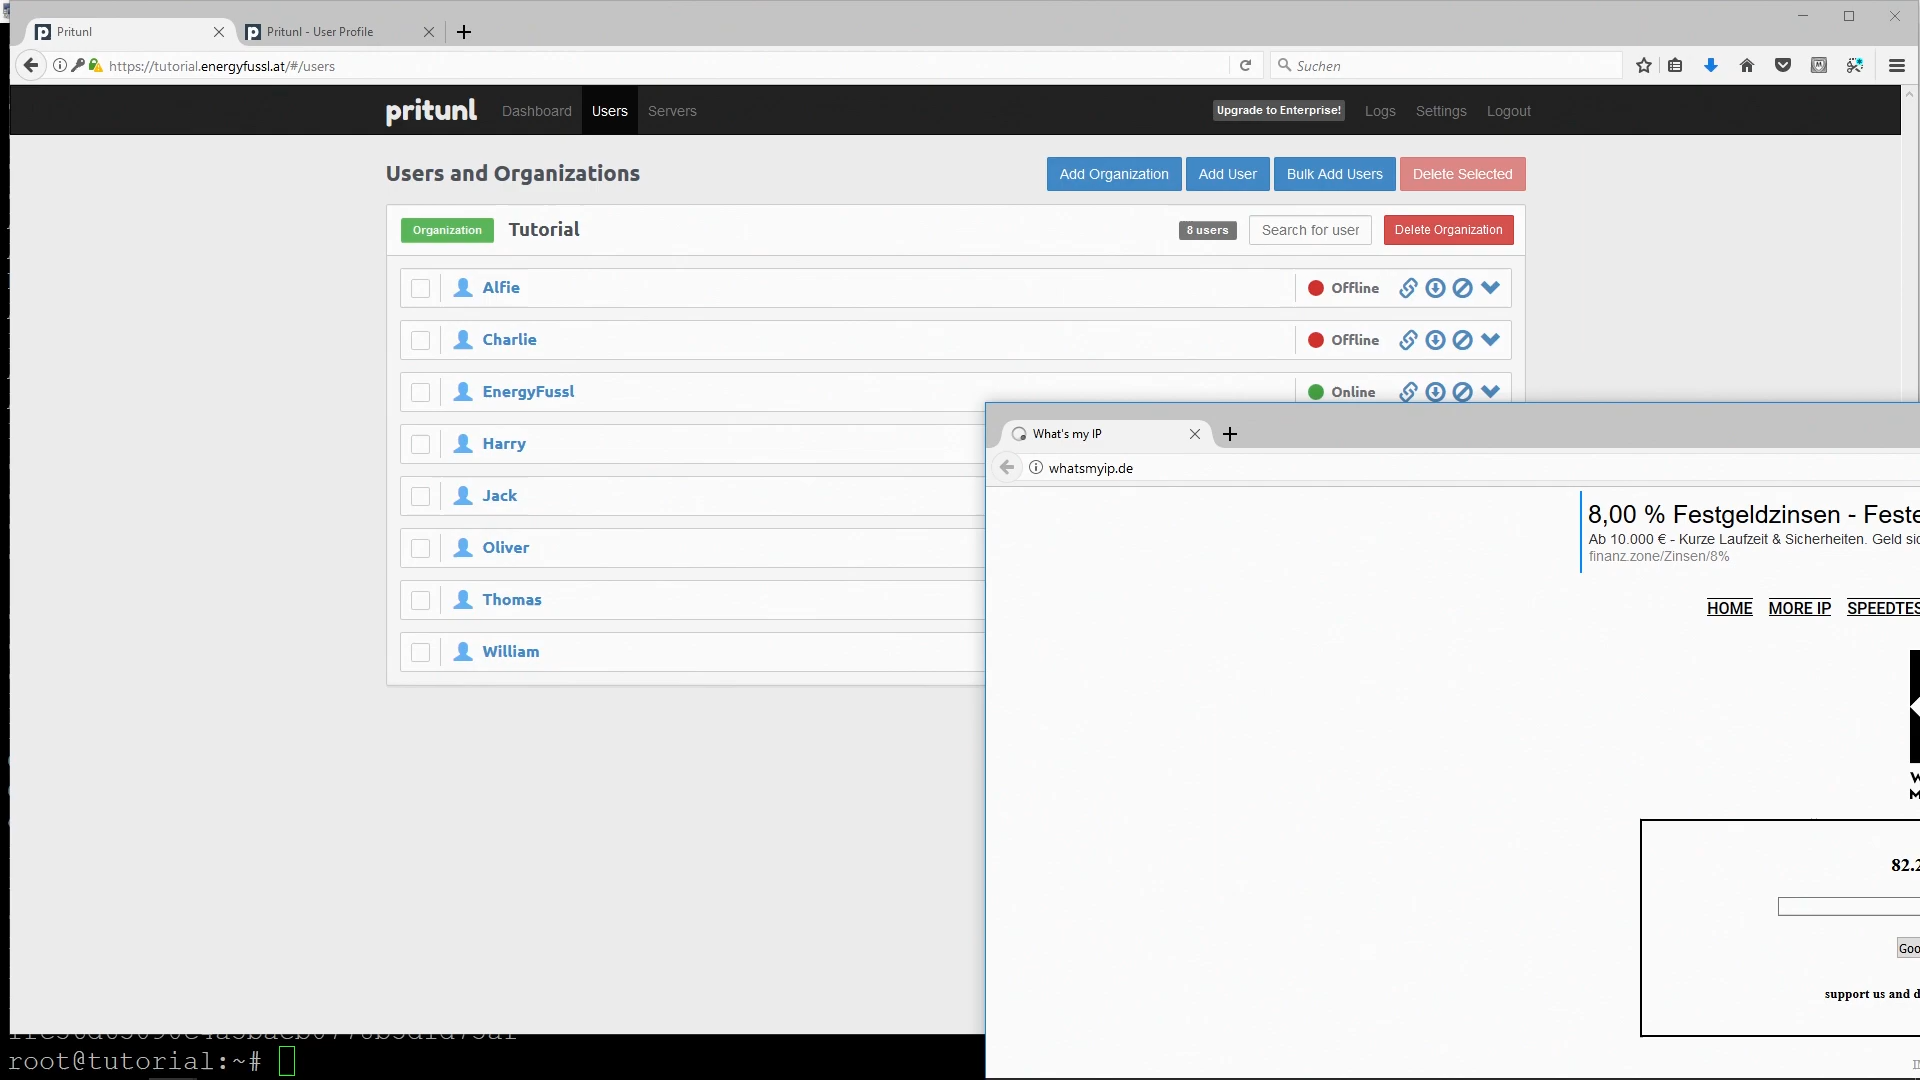 Pritunl
Pritunl - User Profile
https://tutorial.energyfussl.at/#/users
Suchen
pritunl
Dashboard
Users
Servers
Upgrade to Enterprise!
Logs
Settings
Logout
Users and Organizations
Add Organization
Add User
Bulk Add Users
Delete Selected
Organization
Tutorial
8 users
Search for user
Delete Organization
Alfie
Offline
Charlie
Offline
EnergyFussl
Online
Harry
Jack
Oliver
Thomas
William
What's my IP
whatsmyip.de
8,00 % Festgeldzinsen - Feste
Ab 10.000 € - Kurze Laufzeit & Sicherheiten. Geld sic
finanz.zone/Zinsen/8%
HOME
MORE IP
SPEEDTES
82.2
Goo
support us and d
root@tutorial:~#